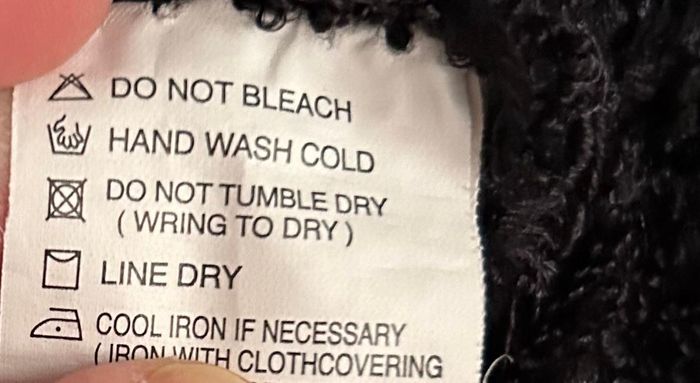 DO NOT BLEACH
HAND WASH COLD
DO NOT TUMBLE DRY
( WRING TO DRY )
LINE DRY
COOL IRON IF NECESSARY
( IRON WITH CLOTHCOVERING